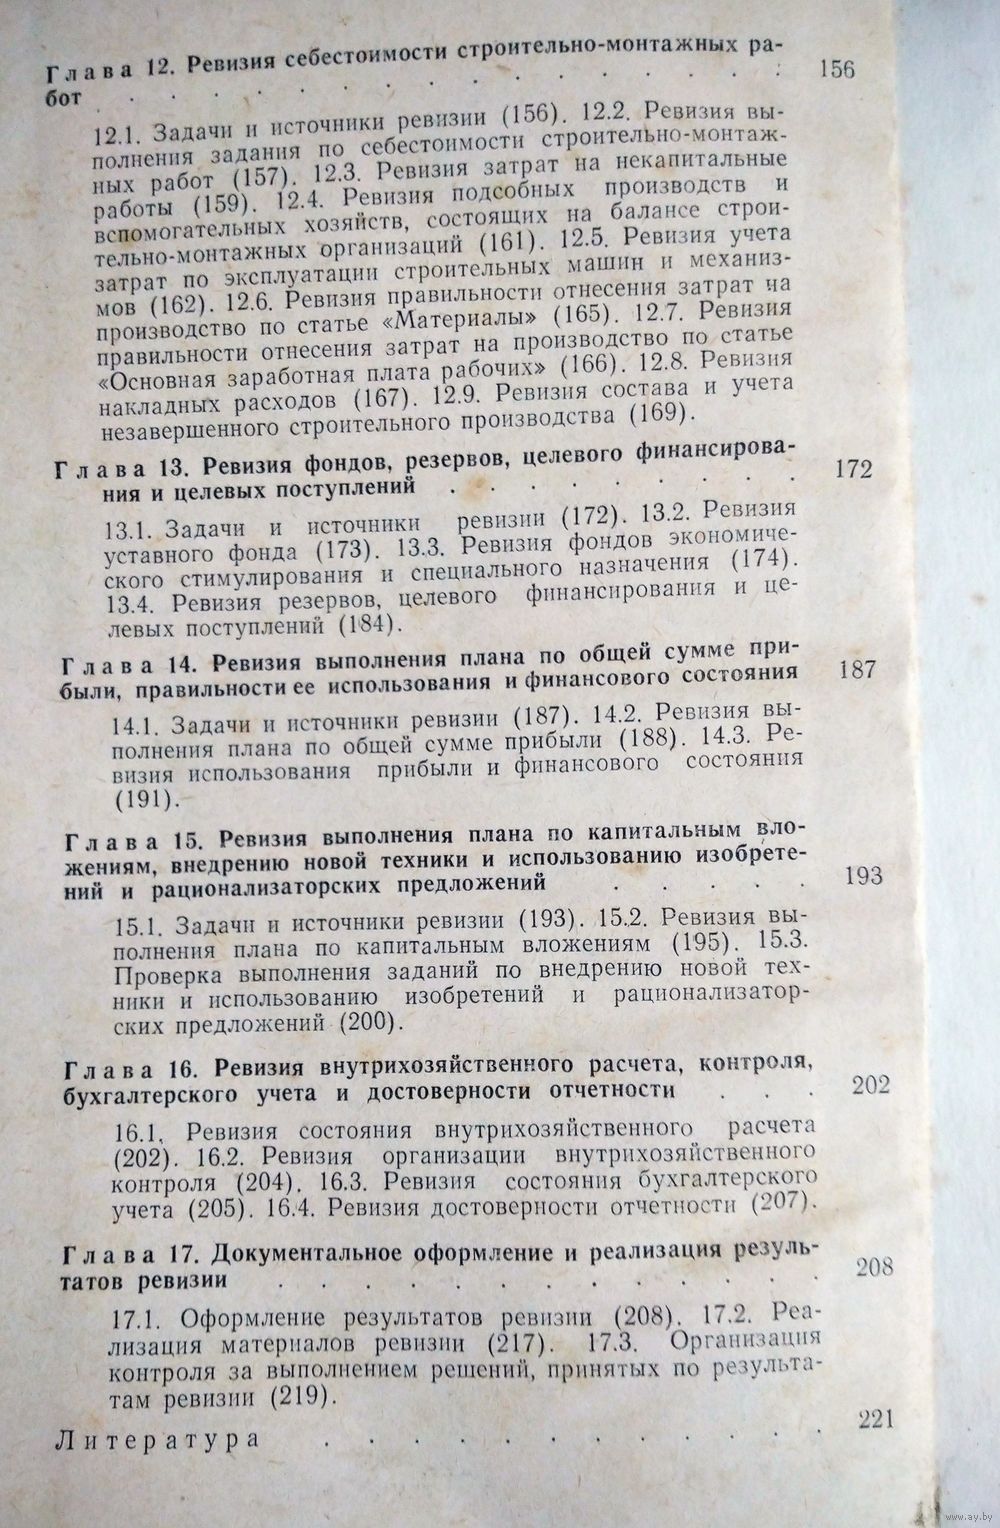 Глава 12. Ревизия себестоимости строительно-монтажных ра-
бот . . . . . . . . . . . . . 156
12.1. Задачи и источники ревизии (156). 12.2. Ревизия вы-
полнения задания по себестоимости строительно-монтаж-
ных работ (157). 12.3. Ревизия затрат на некапитальные
работы (159). 12.4. Ревизия подсобных производств и
вспомогательных хозяйств, состоящих на балансе строи-
тельно-монтажных организаций (161). 12.5. Ревизия учета
затрат по эксплуатации строительных машин и механиз-
мов (162). 12.6. Ревизия правильности отнесения затрат на
производство по статье «Материалы» (165). 12.7. Ревизия
правильности отнесения затрат на производство по статье
«Основная заработная плата рабочих» (166). 12.8. Ревизия
накладных расходов (167). 12.9. Ревизия состава и учета
незавершенного строительного производства (169).
Глава 13. Ревизия фондов, резервов, целевого финансирова-
ния и целевых поступлений . . . . . . . . 172
13.1. Задачи и источники ревизии (172). 13.2. Ревизия
уставного фонда (173). 13.3. Ревизия фондов экономиче-
ского стимулирования и специального назначения (174).
13.4. Ревизия резервов, целевого финансирования и це-
левых поступлений (184).
Глава 14. Ревизия выполнения плана по общей сумме при-
были, правильности ее использования и финансового состояния 187
14.1. Задачи и источники ревизии (187). 14.2. Ревизия вы-
полнения плана по общей сумме прибыли (188). 14.3. Ре-
визия использования прибыли и финансового состояния
(191).
Глава 15. Ревизия выполнения плана по капитальным вло-
жениям, внедрению новой техники и использованию изобрете-
ний и рационализаторских предложений . . . . . 193
15.1. Задачи и источники ревизии (193). 15.2. Ревизия вы-
полнения плана по капитальным вложениям (195). 15.3.
Проверка выполнения заданий по внедрению новой тех-
ники и использованию изобретений и рационализатор-
ских предложений (200).
Глава 16. Ревизия внутрихозяйственного расчета, контроля,
бухгалтерского учета и достоверности отчетности . . . 202
16.1. Ревизия состояния внутрихозяйственного расчета
(202). 16.2. Ревизия организации внутрихозяйственного
контроля (204). 16.3. Ревизия состояния бухгалтерского
учета (205). 16.4. Ревизия достоверности отчетности (207).
Глава 17. Документальное оформление и реализация резуль-
татов ревизии . . . . . . . . . . . . . 208
17.1. Оформление результатов ревизии (208). 17.2. Реа-
лизация материалов ревизии (217). 17.3. Организация
контроля за выполнением решений, принятых по результа-
там ревизии (219).
Литература . . . . . . . . . . . . 221
www.ay.by